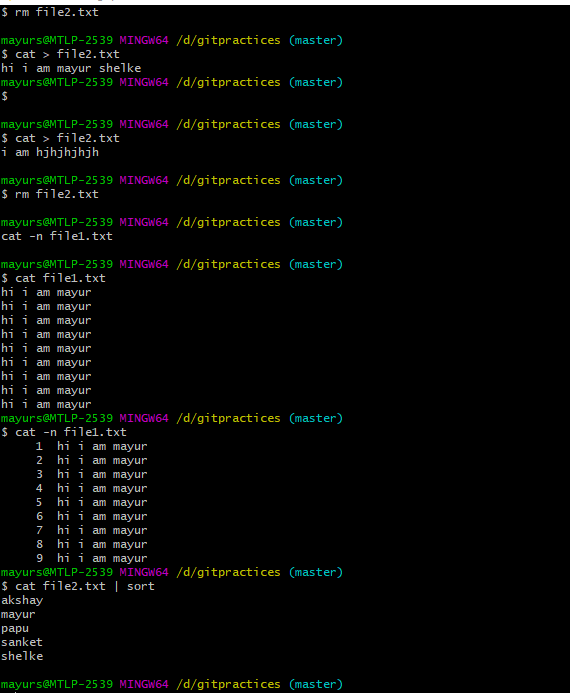 $ rm file2.txt
mayurs@MTLP-2539 MINGW64 /d/gitpractices (master)
$ cat > file2.txt
hi i am mayur shelke
mayurs@MTLP-2539 MINGW64 /d/gitpractices (master)
$
mayurs@MTLP-2539 MINGW64 /d/gitpractices (master)
$ cat > file2.txt
i am hjhjhjhjh
mayurs@MTLP-2539 MINGW64 /d/gitpractices (master)
$ rm file2.txt
mayurs@MTLP-2539 MINGW64 /d/gitpractices (master)
cat -n file1.txt
mayurs@MTLP-2539 MINGW64 /d/gitpractices (master)
$ cat file1.txt
hi i am mayur
hi i am mayur
hi i am mayur
hi i am mayur
hi i am mayur
hi i am mayur
hi i am mayur
hi i am mayur
hi i am mayur
mayurs@MTLP-2539 MINGW64 /d/gitpractices (master)
$ cat -n file1.txt
     1  hi i am mayur
     2  hi i am mayur
     3  hi i am mayur
     4  hi i am mayur
     5  hi i am mayur
     6  hi i am mayur
     7  hi i am mayur
     8  hi i am mayur
     9  hi i am mayur
mayurs@MTLP-2539 MINGW64 /d/gitpractices (master)
$ cat file2.txt | sort
akshay
mayur
papu
sanket
shelke
mayurs@MTLP-2539 MINGW64 /d/gitpractices (master)